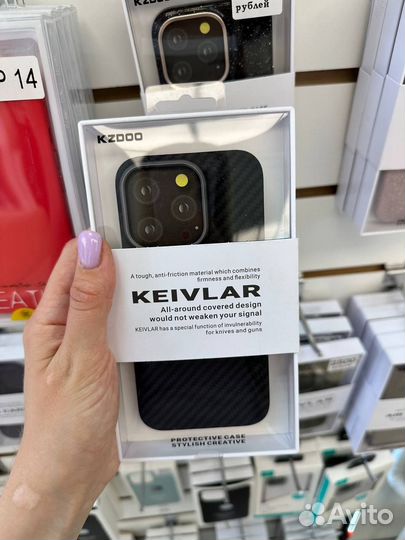 рублей
KZDOO
14
KZDOO
A tough, anti-friction material which combines
firmness and flexibility
KEIVLAR
All-around covered design
would not weaken your signal
KEIVLAR has a special function of invulnerability
for knives and guns
PROTECTIVE CASE
STYLISH CREATIVE
Avito